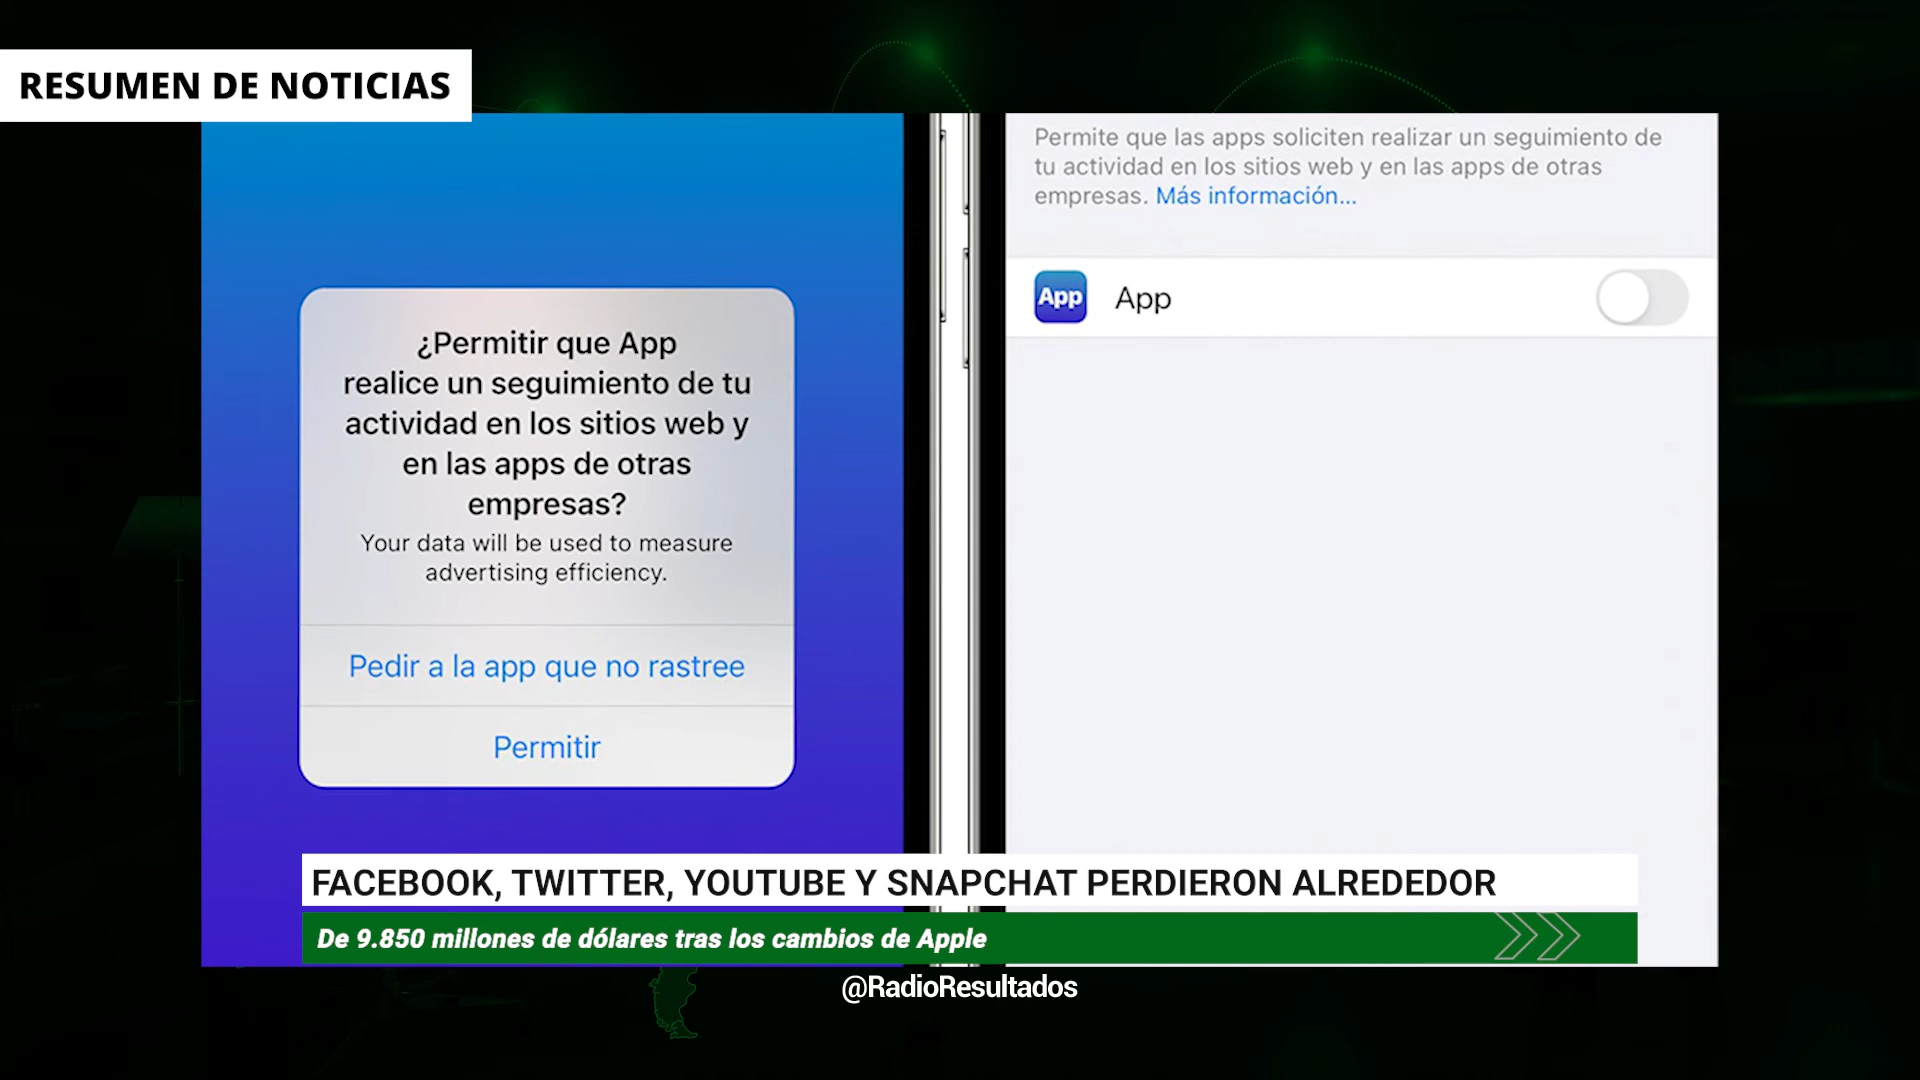 RESUMEN DE NOTICIAS
¿Permitir que App
realice un seguimiento de tu
actividad en los sitios web y
en las apps de otras
empresas?
Your data will be used to measure
advertising efficiency.
Pedir a la app que no rastree
Permitir
Permite que las apps soliciten realizar un seguimiento de
tu actividad en los sitios web y en las apps de otras
empresas. Más información...
App App
FACEBOOK, TWITTER, YOUTUBE Y SNAPCHAT PERDIERON ALREDEDOR
De 9.850 millones de dólares tras los cambios de Apple
@RadioResultados